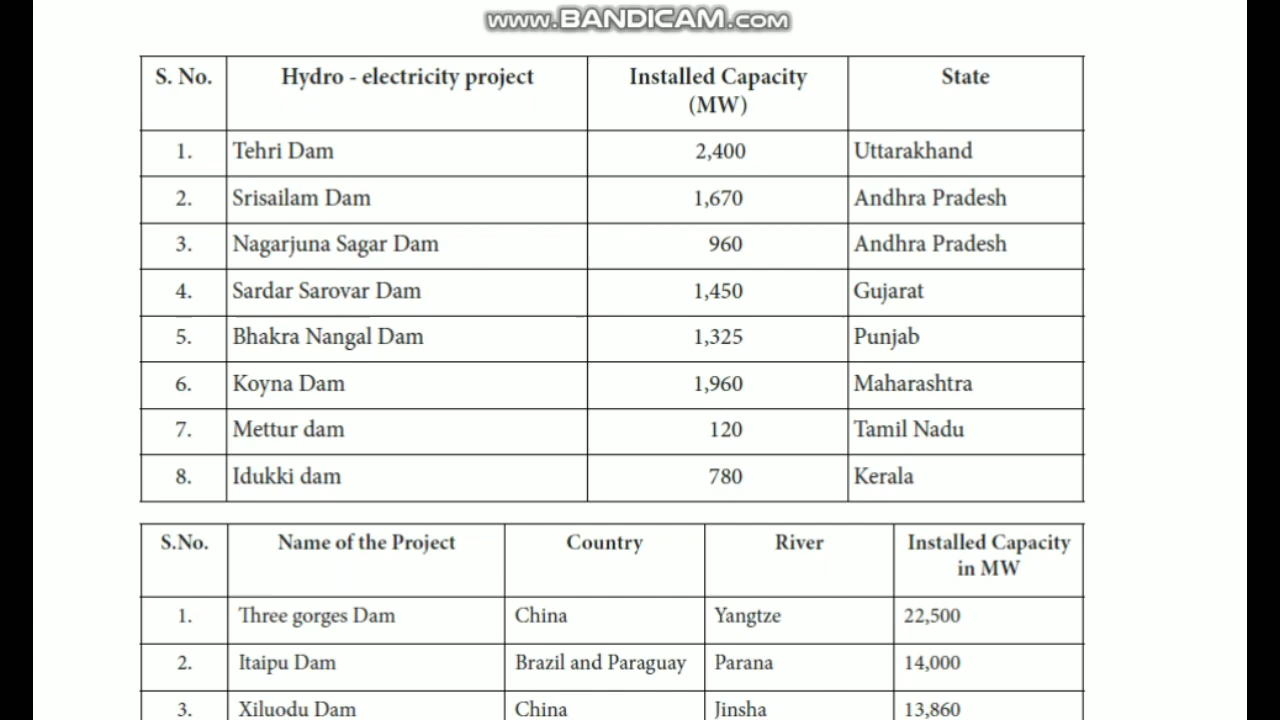 www.BANDICAM.com
S. No. Hydro - electricity project Installed Capacity (MW) State
1. Tehri Dam 2,400 Uttarakhand
2. Srisailam Dam 1,670 Andhra Pradesh
3. Nagarjuna Sagar Dam 960 Andhra Pradesh
4. Sardar Sarovar Dam 1,450 Gujarat
5. Bhakra Nangal Dam 1,325 Punjab
6. Koyna Dam 1,960 Maharashtra
7. Mettur dam 120 Tamil Nadu
8. Idukki dam 780 Kerala
S.No. Name of the Project Country River Installed Capacity in MW
1. Three gorges Dam China Yangtze 22,500
2. Itaipu Dam Brazil and Paraguay Parana 14,000
3. Xiluodu Dam China Jinsha 13,860